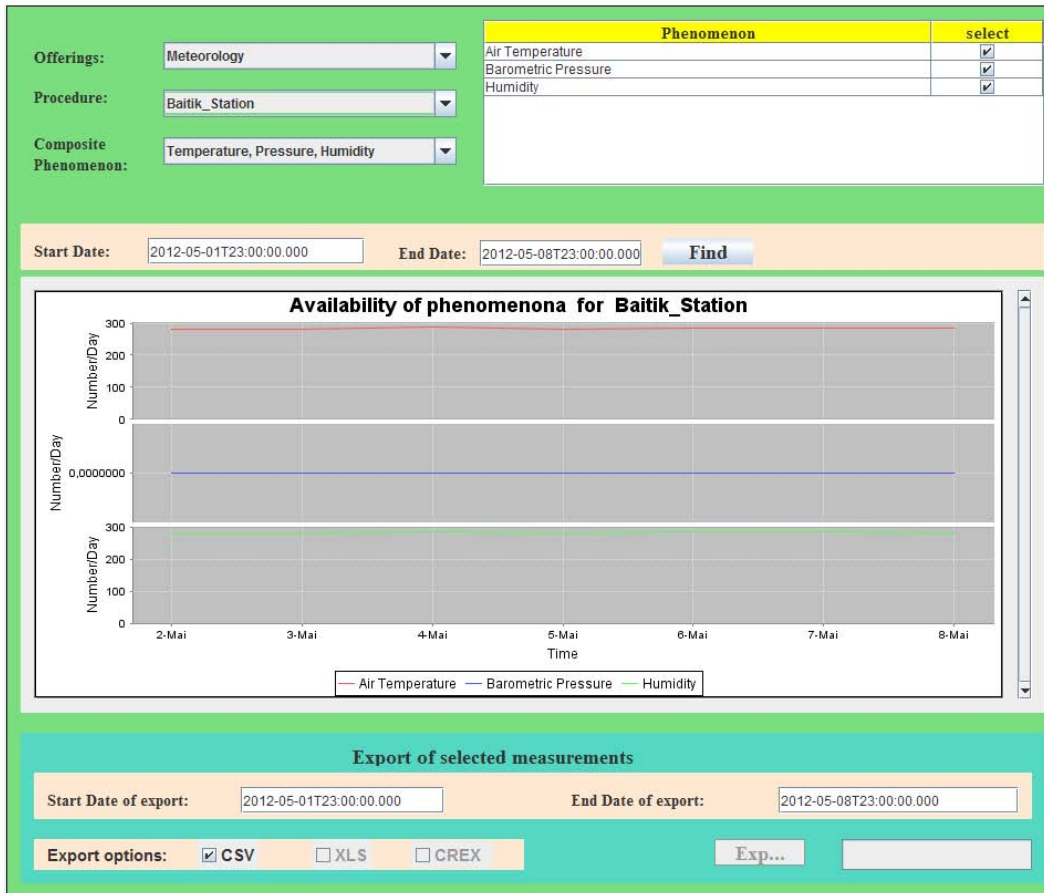 Offerings:
Meteorology
Procedure:
Baitik_Station
Composite
Phenomenon:
Temperature, Pressure, Humidity
Phenomenon select
Air Temperature
Barometric Pressure
Humidity
Start Date:
2012-05-01T23:00:00.000
End Date:
2012-05-08T23:00:00.000
Find
Availability of phenomenona for Baitik_Station
Number/Day
300
200
100
0
Number/Day
0,0000000
Number/Day
300
200
100
0
2-Mai 3-Mai 4-Mai 5-Mai 6-Mai 7-Mai 8-Mai
Time
Air Temperature Barometric Pressure Humidity
Export of selected measurements
Start Date of export:
2012-05-01T23:00:00.000
End Date of export:
2012-05-08T23:00:00.000
Export options:
CSV
XLS
CREX
Exp...